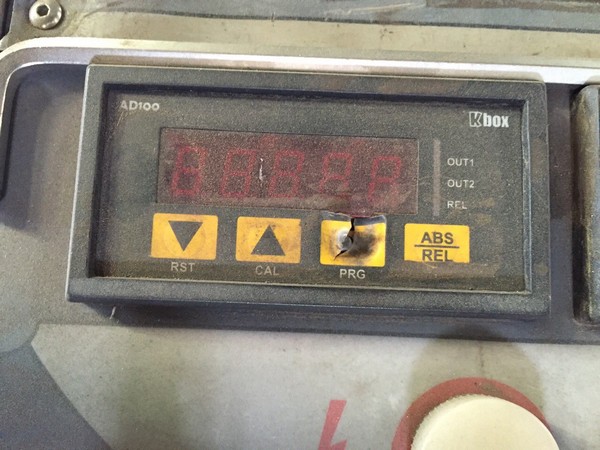 AD100
Kbox
OUT1
OUT2
REL
RST
CAL
PRG
ABS
REL